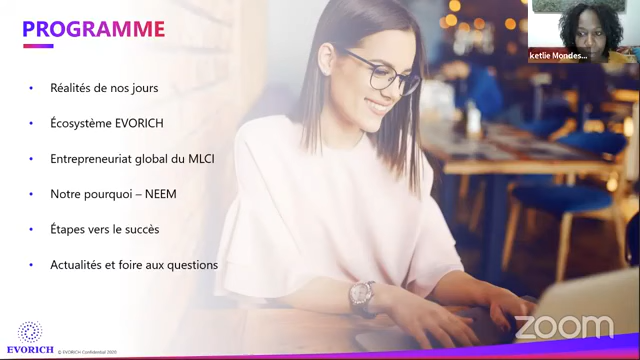 PROGRAMME
ketlie Mondes...
• Réalités de nos jours
• Écosystème EVORICH
• Entrepreneuriat global du MLCI
• Notre pourquoi – NEEM
• Étapes vers le succès
• Actualités et foire aux questions
zoom
EVORICH
© EVORICH Confidential 2020